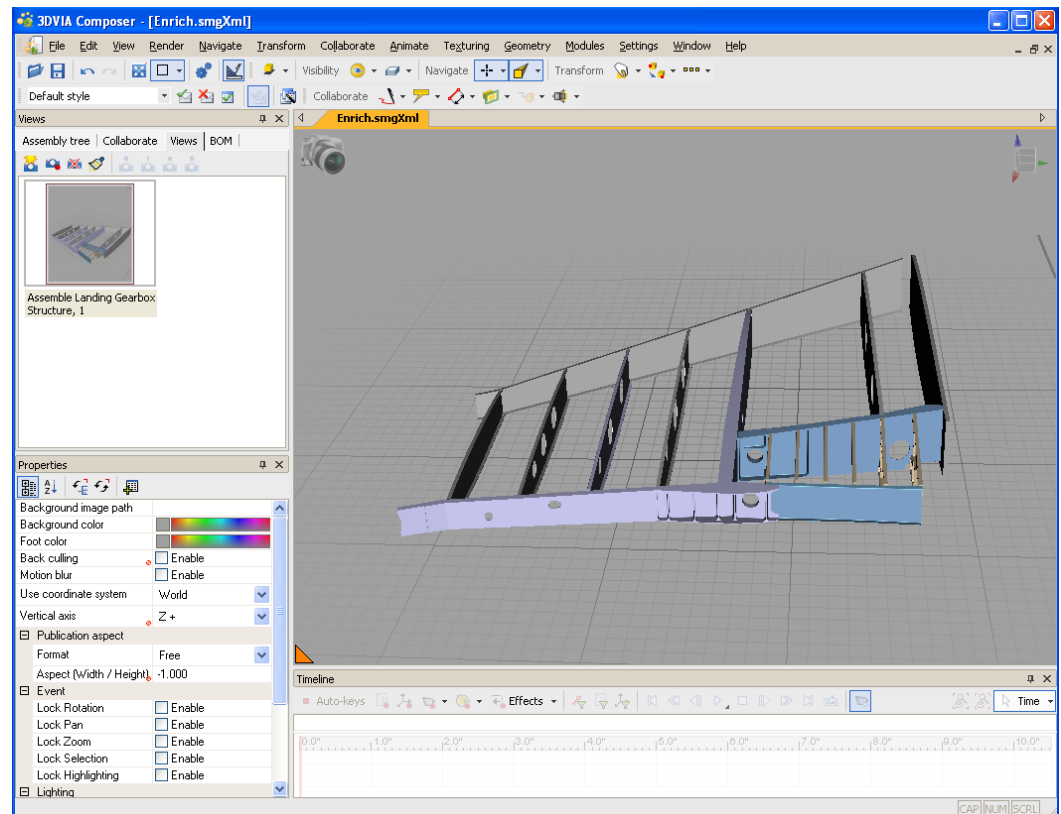 3DVIA Composer - [Enrich.smgXml]
File Edit View Render Navigate Transform Collaborate Animate Texturing Geometry Modules Settings Window Help
Visibility Navigate Transform
Default style Collaborate
Views
Enrich.smgXml
Assembly tree Collaborate Views BOM
Assemble Landing Gearbox
Structure, 1
Properties
Background image path
Background color
Foot color
Back culling Enable
Motion blur Enable
Use coordinate system World
Vertical axis Z +
Publication aspect
Format Free
Aspect (Width / Height) -1.000
Event
Lock Rotation Enable
Lock Pan Enable
Lock Zoom Enable
Lock Selection Enable
Lock Highlighting Enable
Lighting
Timeline
Auto-keys Effects Time
0.0" 1.0" 2.0" 3.0" 4.0" 5.0" 6.0" 7.0" 8.0" 9.0" 10.0"
CAP NUM SCRL